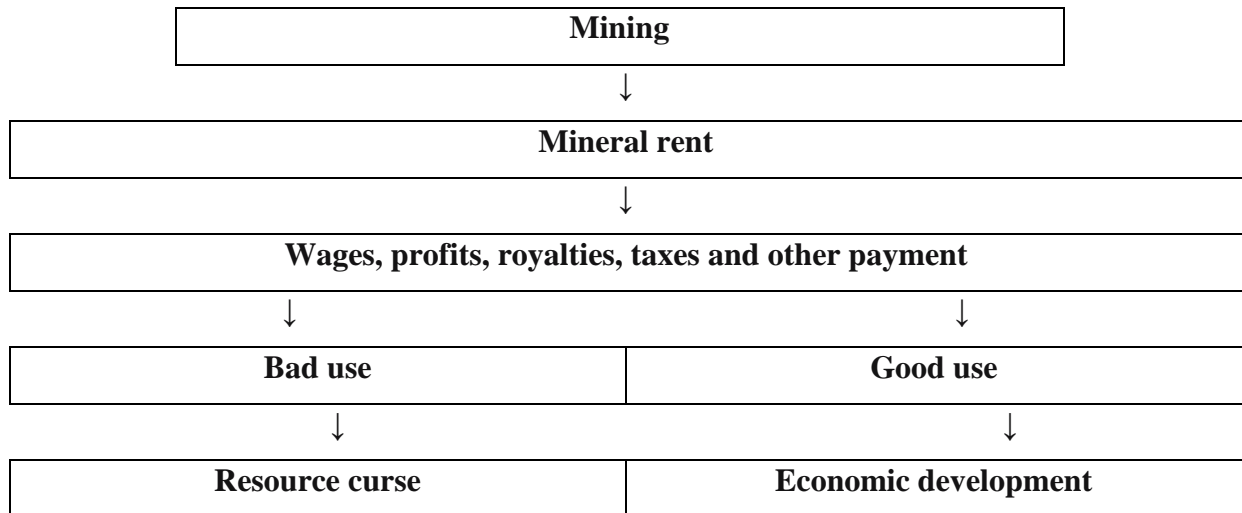 Mining
↓
Mineral rent
↓
Wages, profits, royalties, taxes and other payment
↓ ↓
Bad use Good use
↓ ↓
Resource curse Economic development